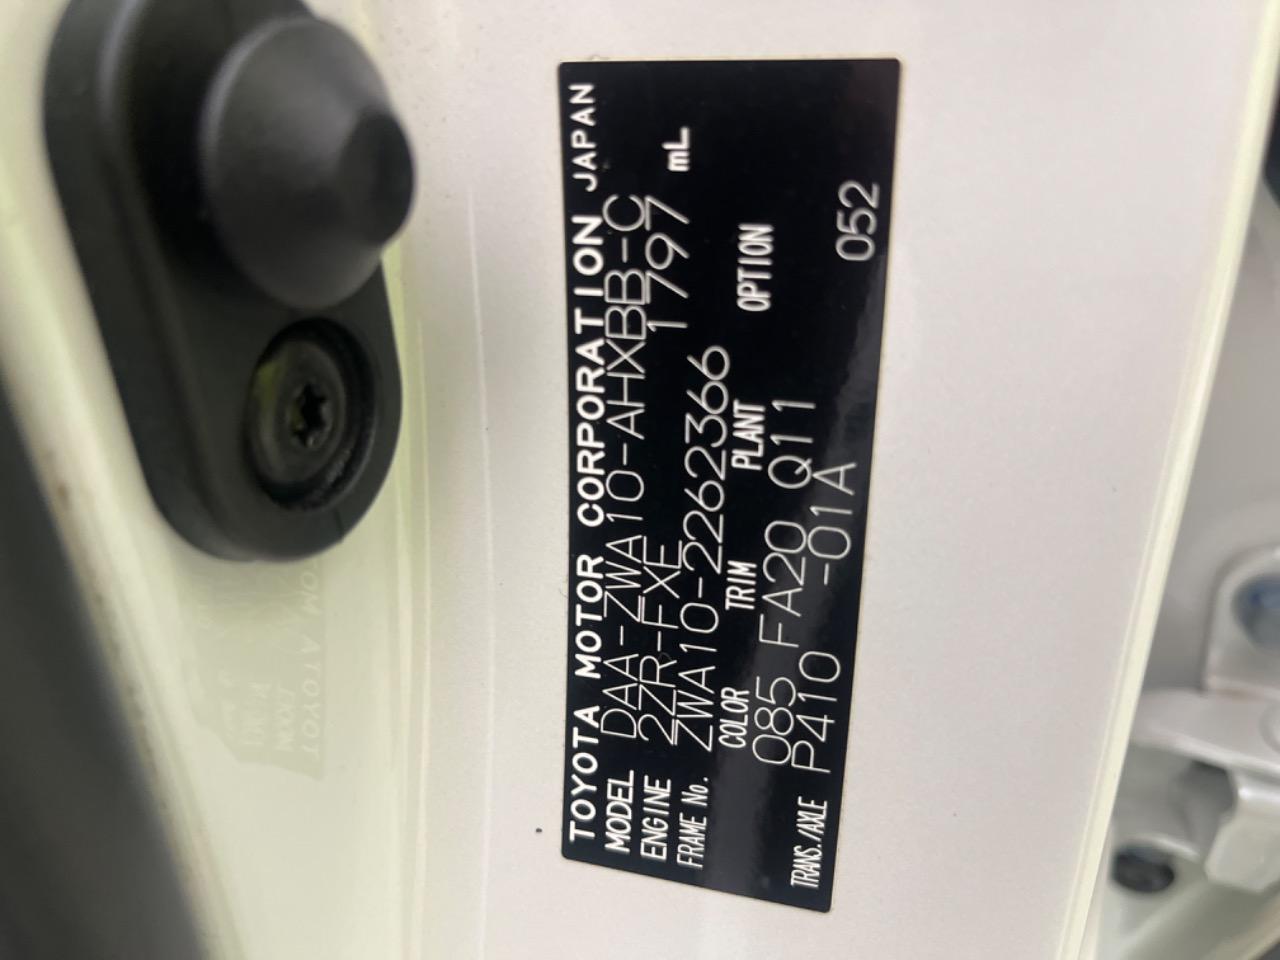 TOYOTA MOTOR CORPORATION JAPAN
MODEL DAA-ZWA10-AHXBB-C
ENGINE 2ZR-FXE 1797 mL
FRAME No. ZWA10-2262366
COLOR TRIM PLANT OPTION
085 FA20 Q11
TRANS./AXLE P410 -01A 052